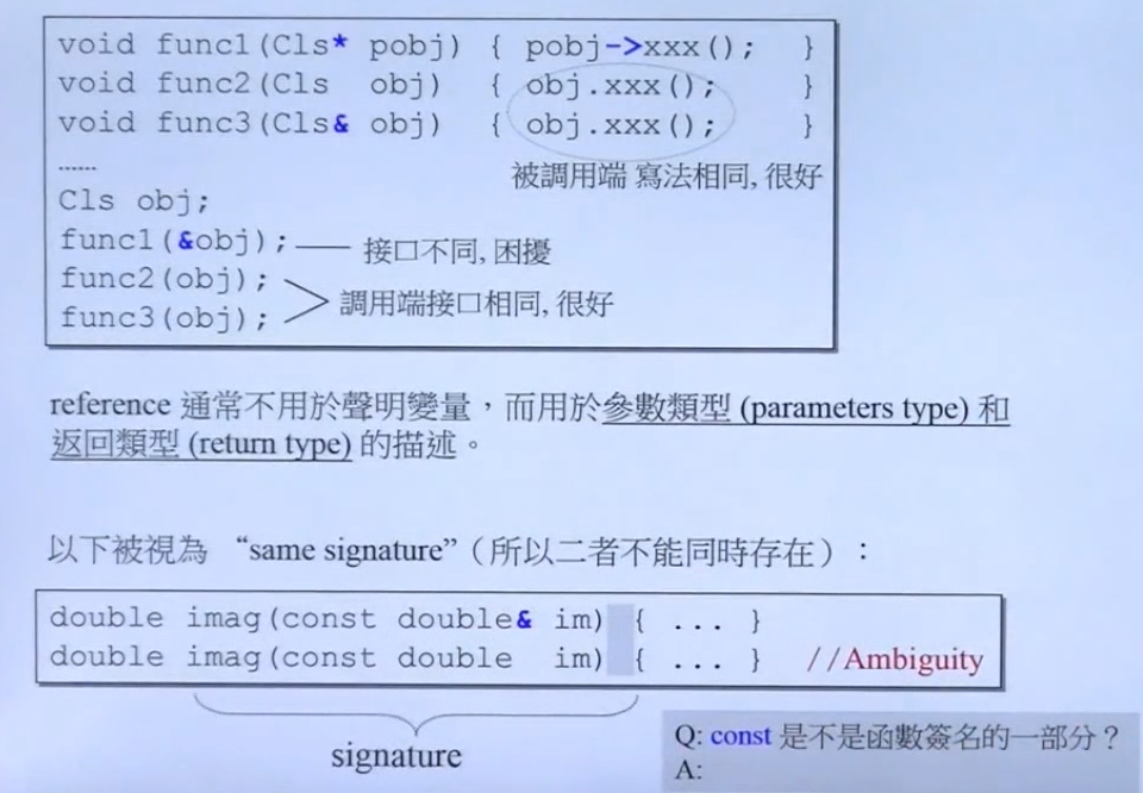 void func1(Cls* pobj) { pobj->xxx(); }
void func2(Cls obj) { obj.xxx(); }
void func3(Cls& obj) { obj.xxx(); }
......
被調用端 寫法相同, 很好
Cls obj;
func1(&obj); 接口不同, 困擾
func2(obj);
調用端接口相同, 很好
func3(obj);
reference 通常不用於聲明變量，而用於參數類型 (parameters type) 和
返回類型 (return type) 的描述。
以下被視為 “same signature”（所以二者不能同時存在）：
double imag(const double& im) { ... }
double imag(const double im) { ... } //Ambiguity
signature
Q: const 是不是函數簽名的一部分？
A: